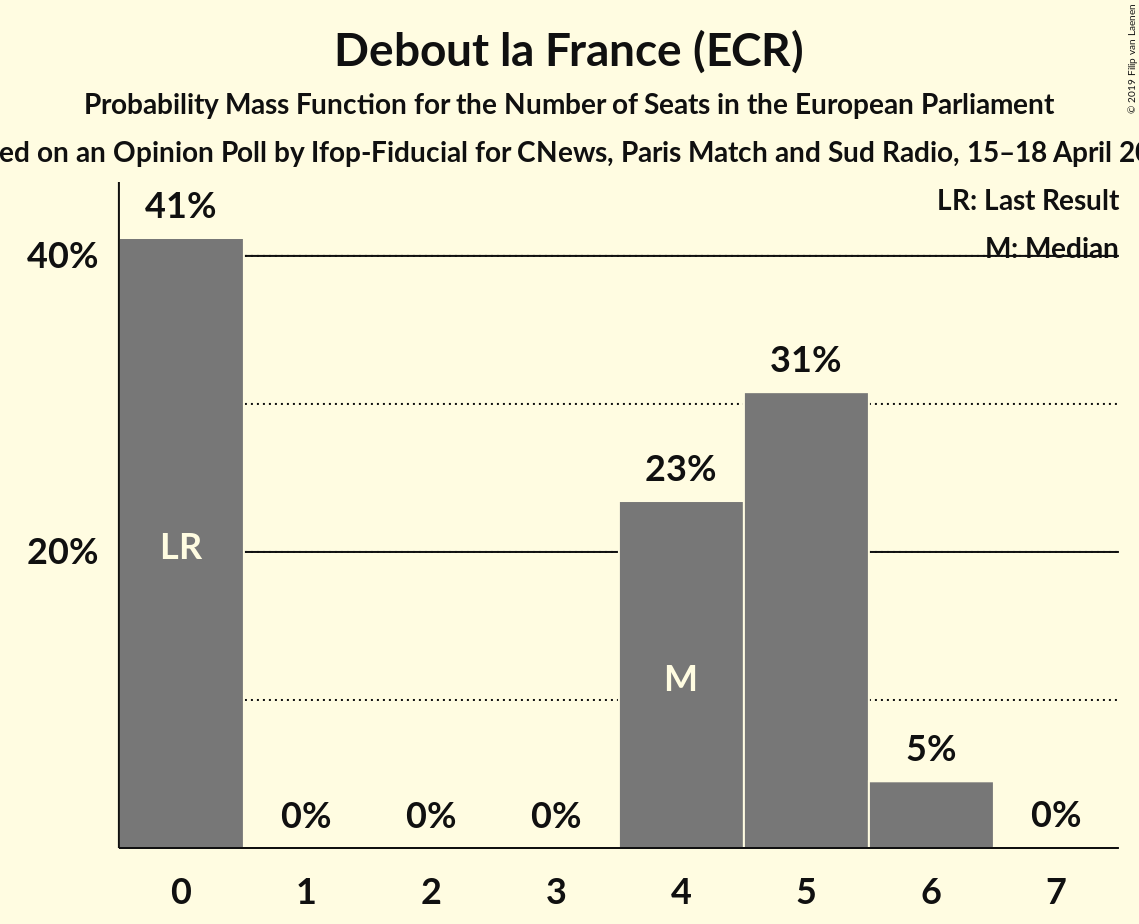 Debout la France (ECR)
Probability Mass Function for the Number of Seats in the European Parliament
ed on an Opinion Poll by Ifop-Fiducial for CNews, Paris Match and Sud Radio, 15–18 April 20
© 2019 Filip van Laenen
LR: Last Result
M: Median
41%
40%
31%
23%
20%
LR
M
5%
0%
0%
0%
0%
0 1 2 3 4 5 6 7